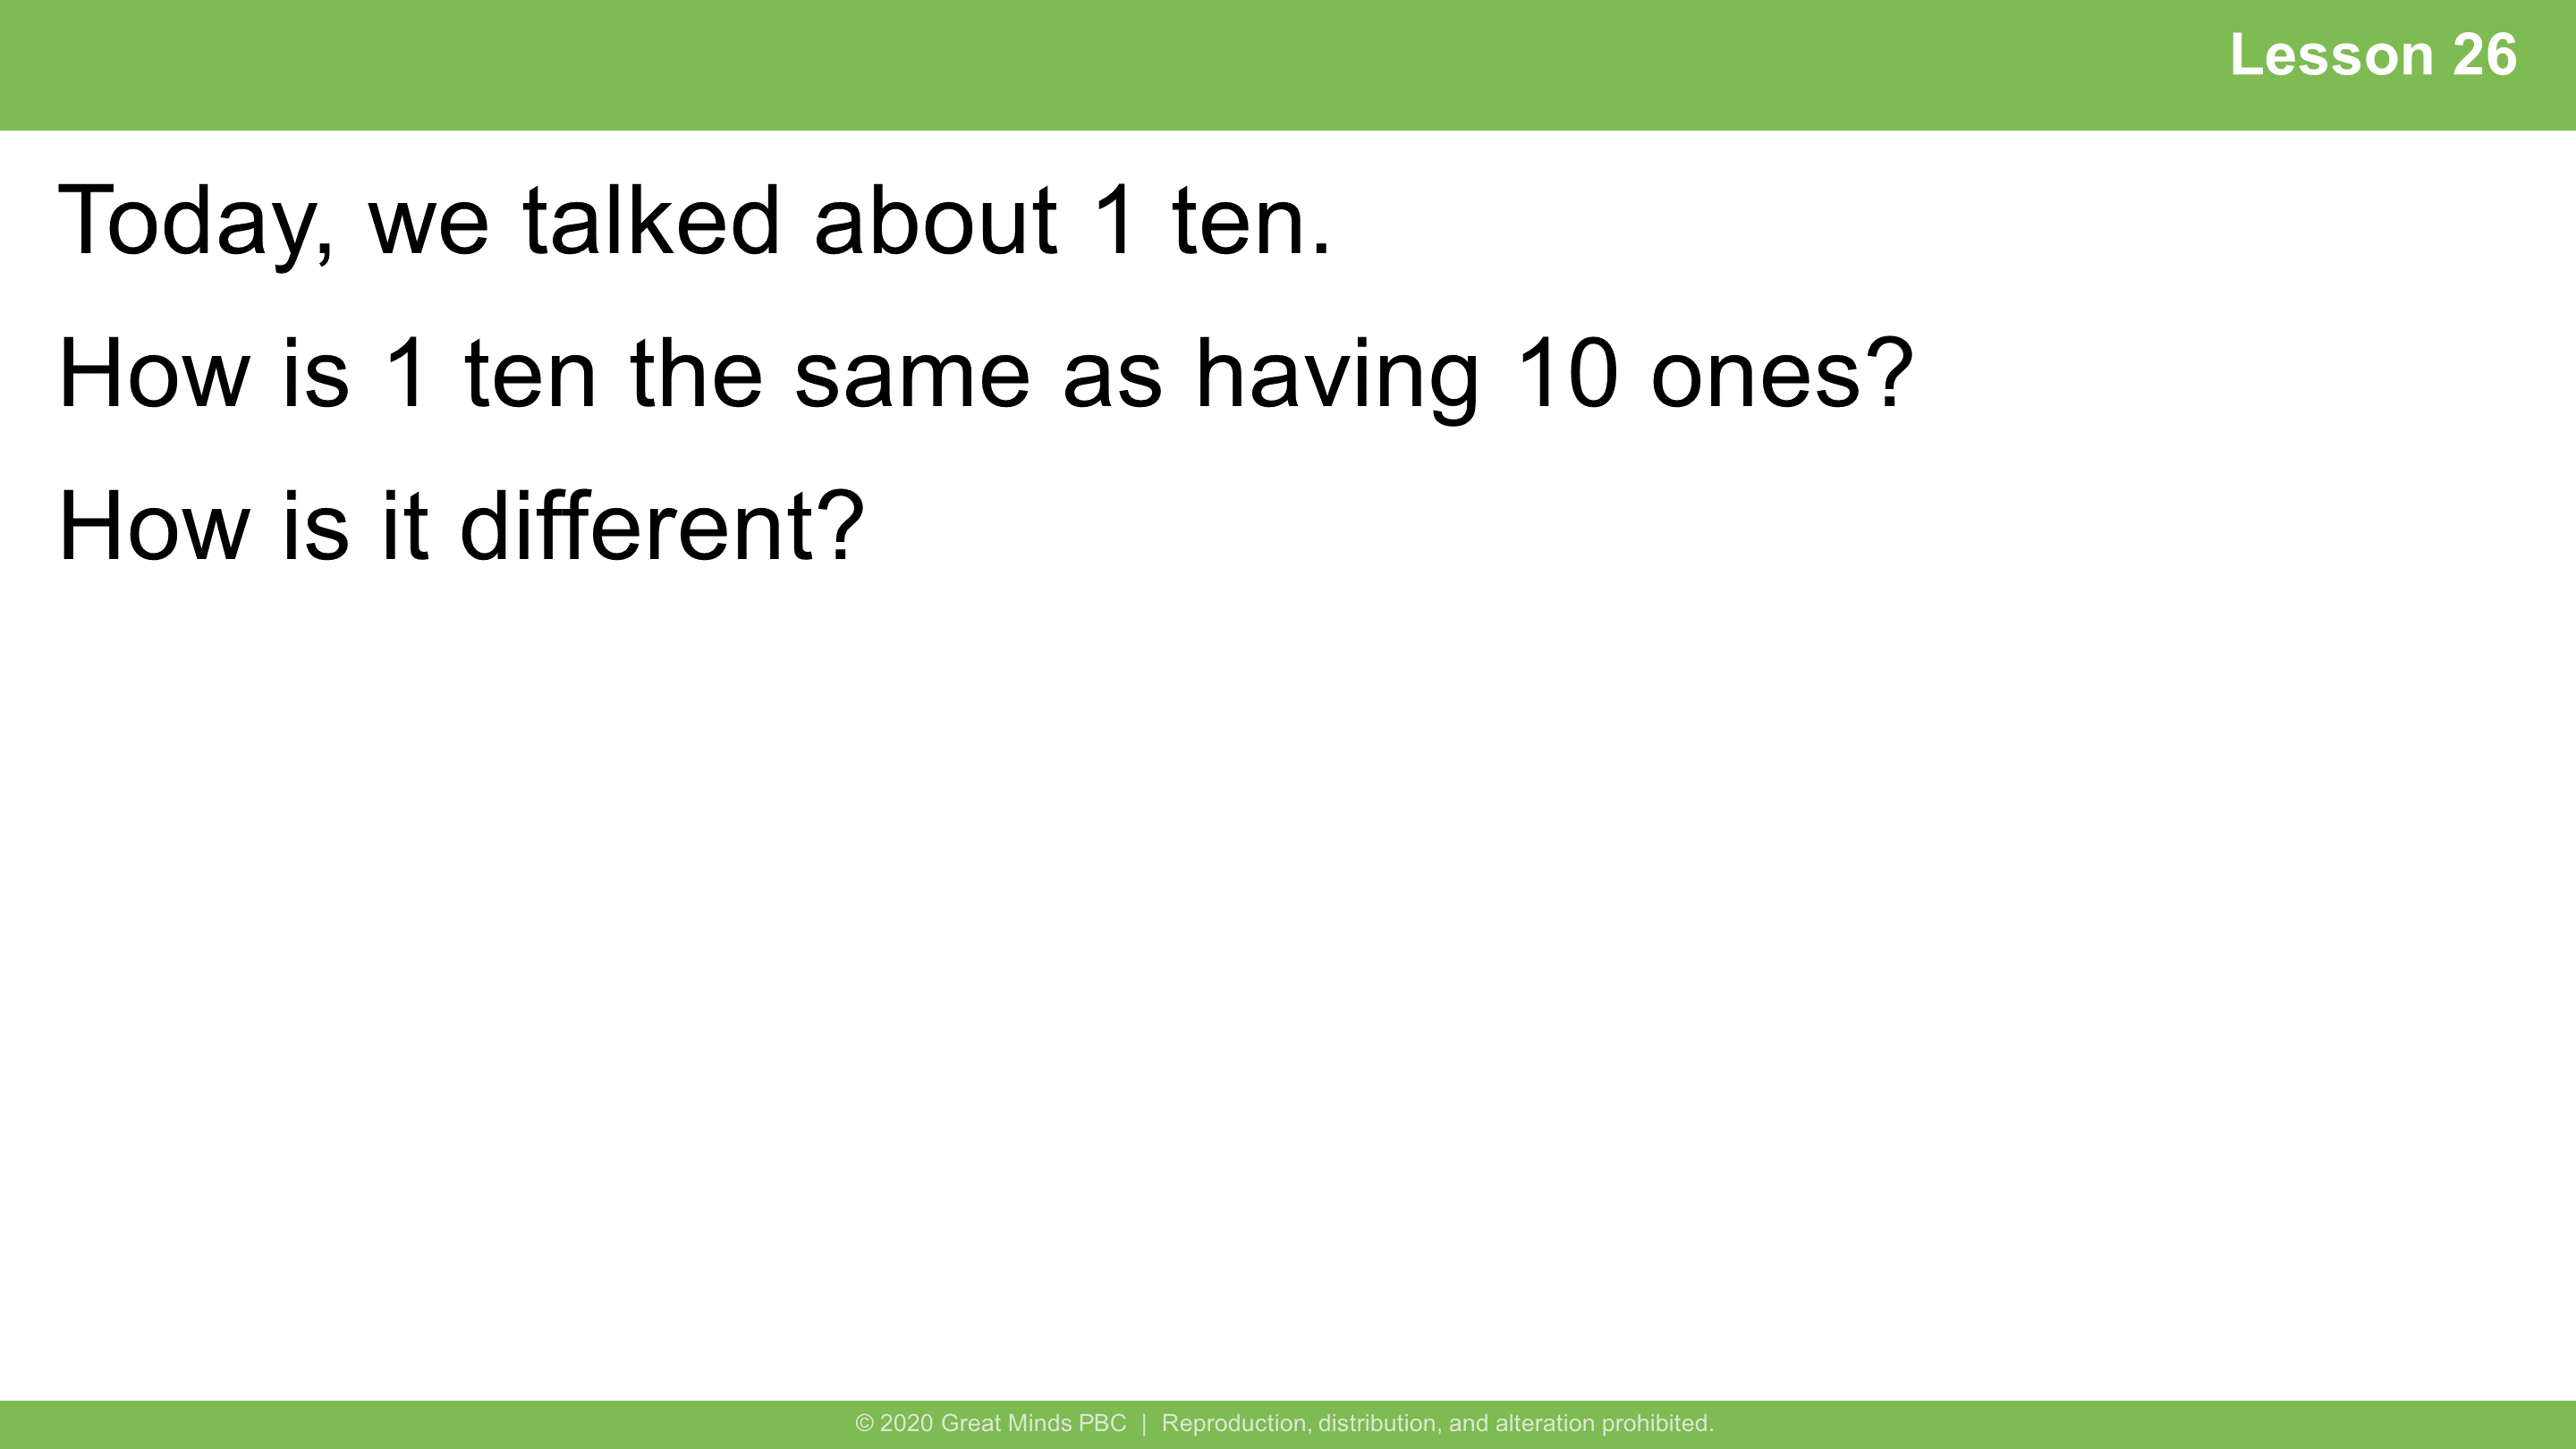 Lesson 26
Today, we talked about 1 ten.
How is 1 ten the same as having 10 ones?
How is it different?
© 2020 Great Minds PBC | Reproduction, distribution, and alteration prohibited.